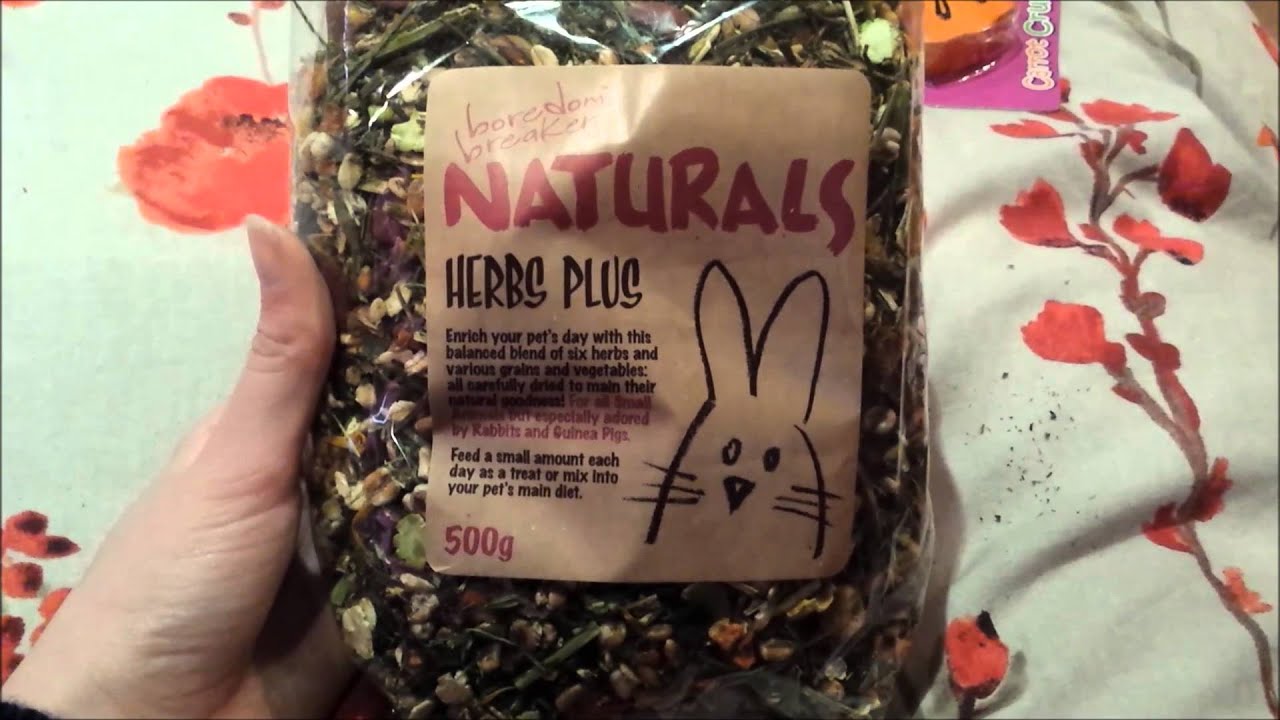 boredom
breaker
NATURALS
HERBS PLUS
Enrich your pet's day with this
balanced blend of six herbs and
various grains and vegetables:
all carefully dried to main their
natural goodness! For all Small
Animals but especially adored
by Rabbits and Guinea Pigs.
Feed a small amount each
day as a treat or mix into
your pet's main diet.
500g
Carrot Cru